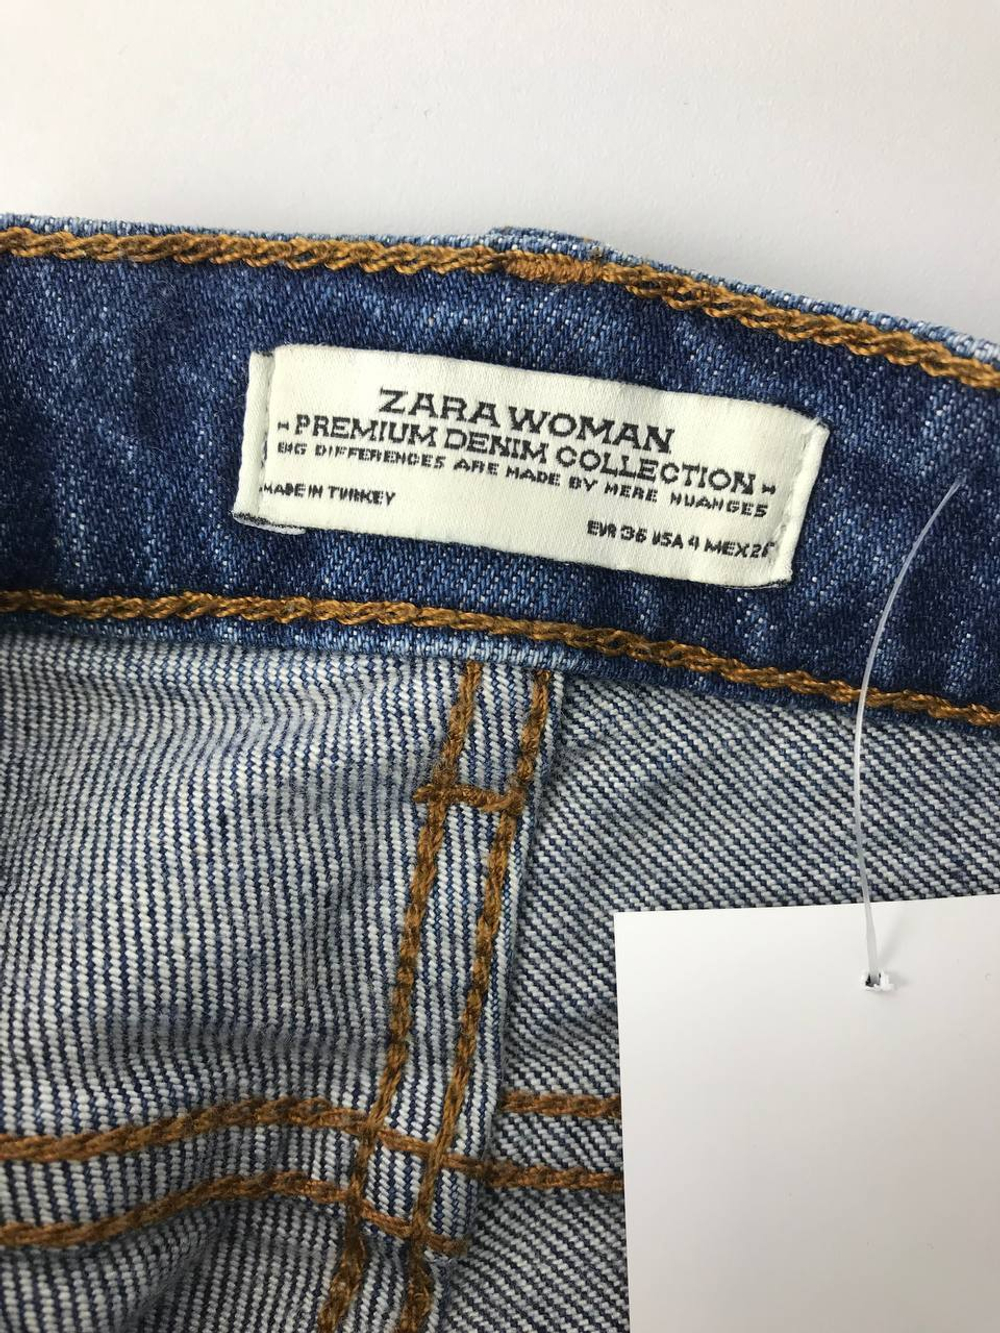 ZARA WOMAN
-PREMIUM DENIM COLLECTION-
BIG DIFFERENCES ARE MADE BY MERE NUANCES
MADE IN TURKEY
EUR 36 USA 4 MEX